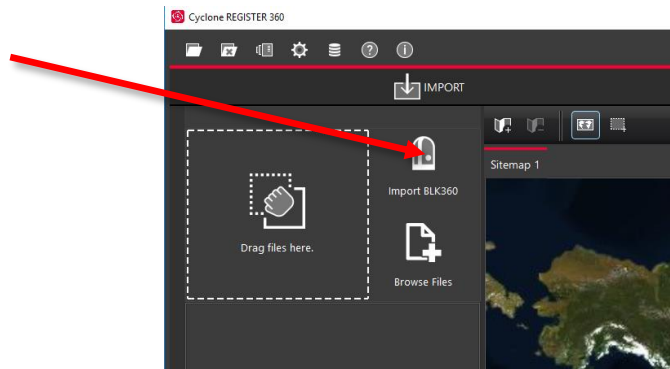 Cyclone REGISTER 360
IMPORT
Sitemap 1
Import BLK360
Drag files here.
Browse Files